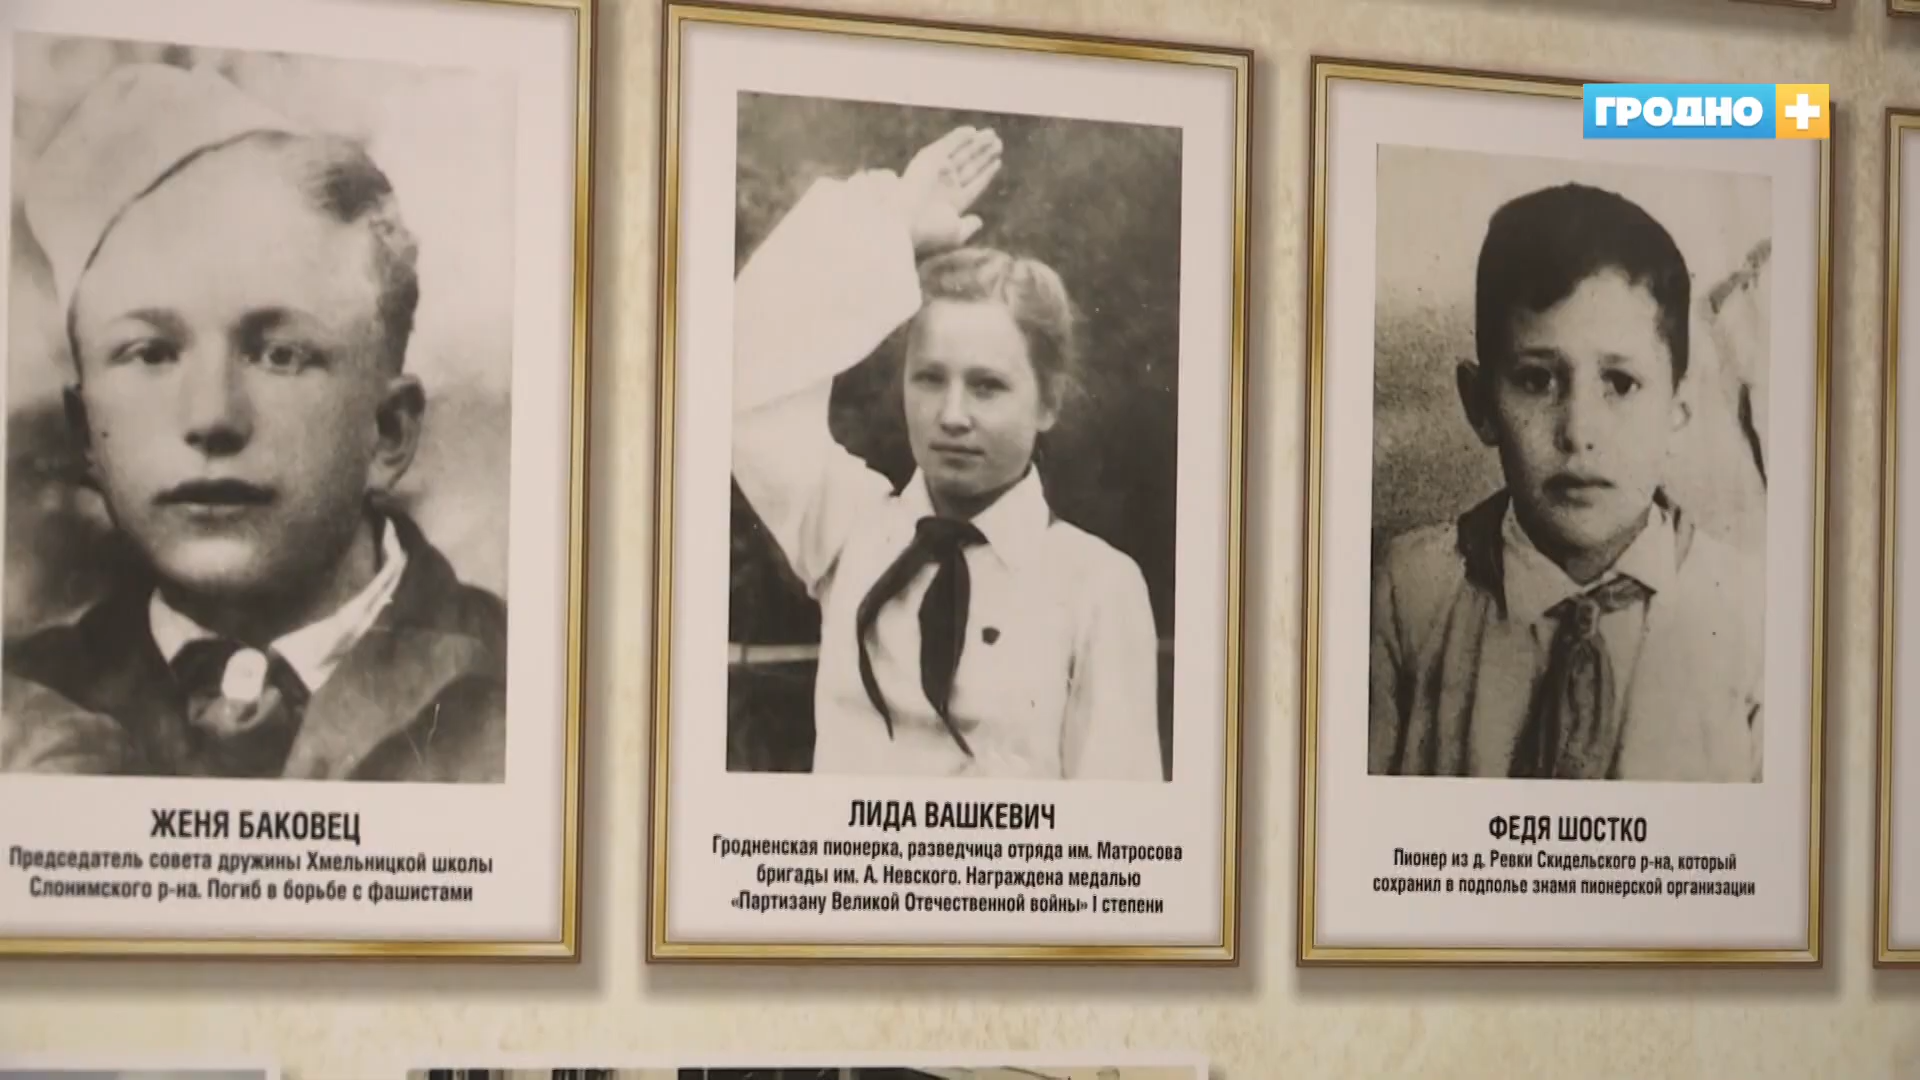 ГРОДНО +
ЖЕНЯ БАКОВЕЦ
Председатель совета дружины Хмельницкой школы
Слонимского р-на. Погиб в борьбе с фашистами
ЛИДА ВАШКЕВИЧ
Гродненская пионерка, разведчица отряда им. Матросова
бригады им. А. Невского. Награждена медалью
«Партизану Великой Отечественной войны» I степени
ФЕДЯ ШОСТКО
Пионер из д. Ревки Скидельского р-на, который
сохранил в подполье знамя пионерской организации